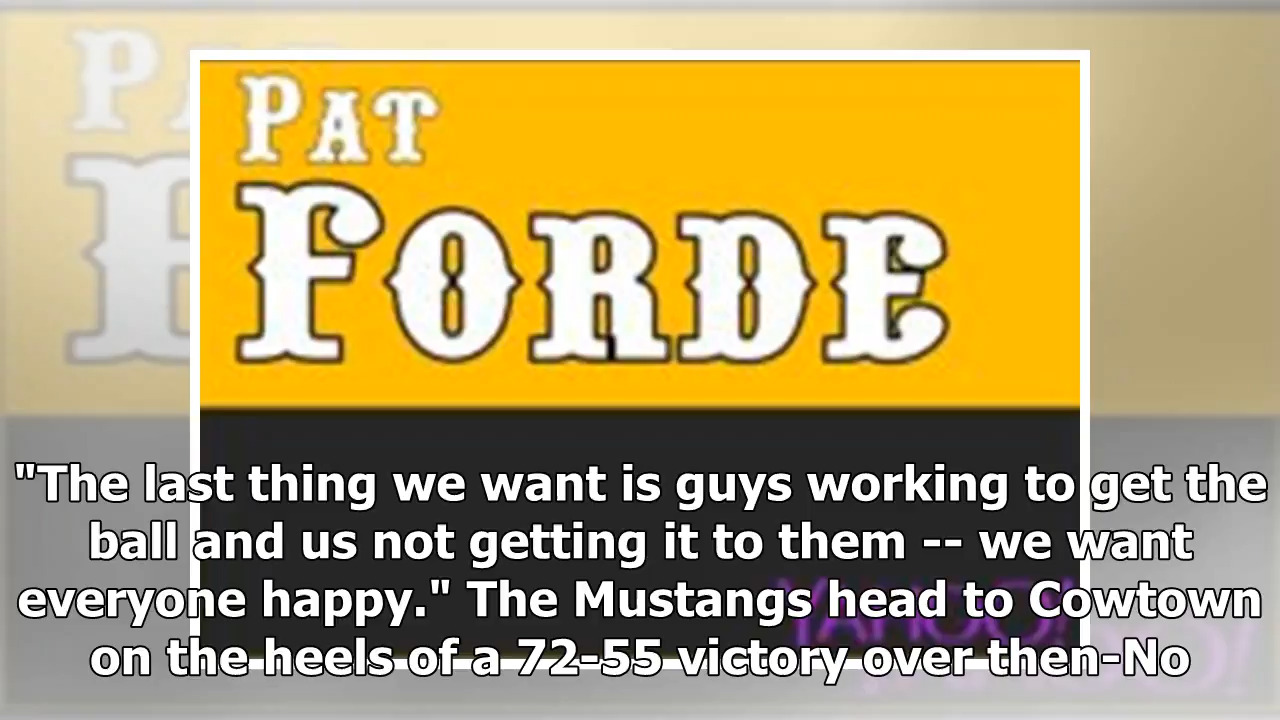 PAT
FORDE
"The last thing we want is guys working to get the
ball and us not getting it to them -- we want
everyone happy." The Mustangs head to Cowtown
on the heels of a 72-55 victory over then-No
YAHOO!